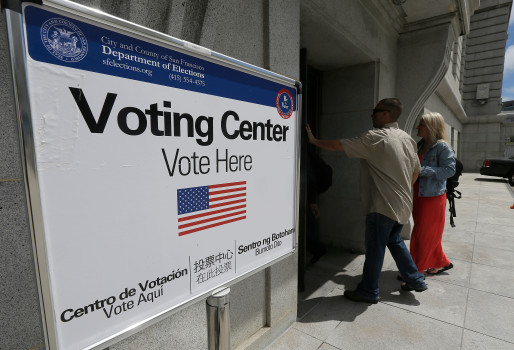 City and County of San Francisco
Department of Elections
sfelections.org (415) 554-4375
Voting Center
Vote Here
Centro de Votación
Vote Aquí
投票中心
在此投票
Sentro ng Botohan
Bumoto Dito